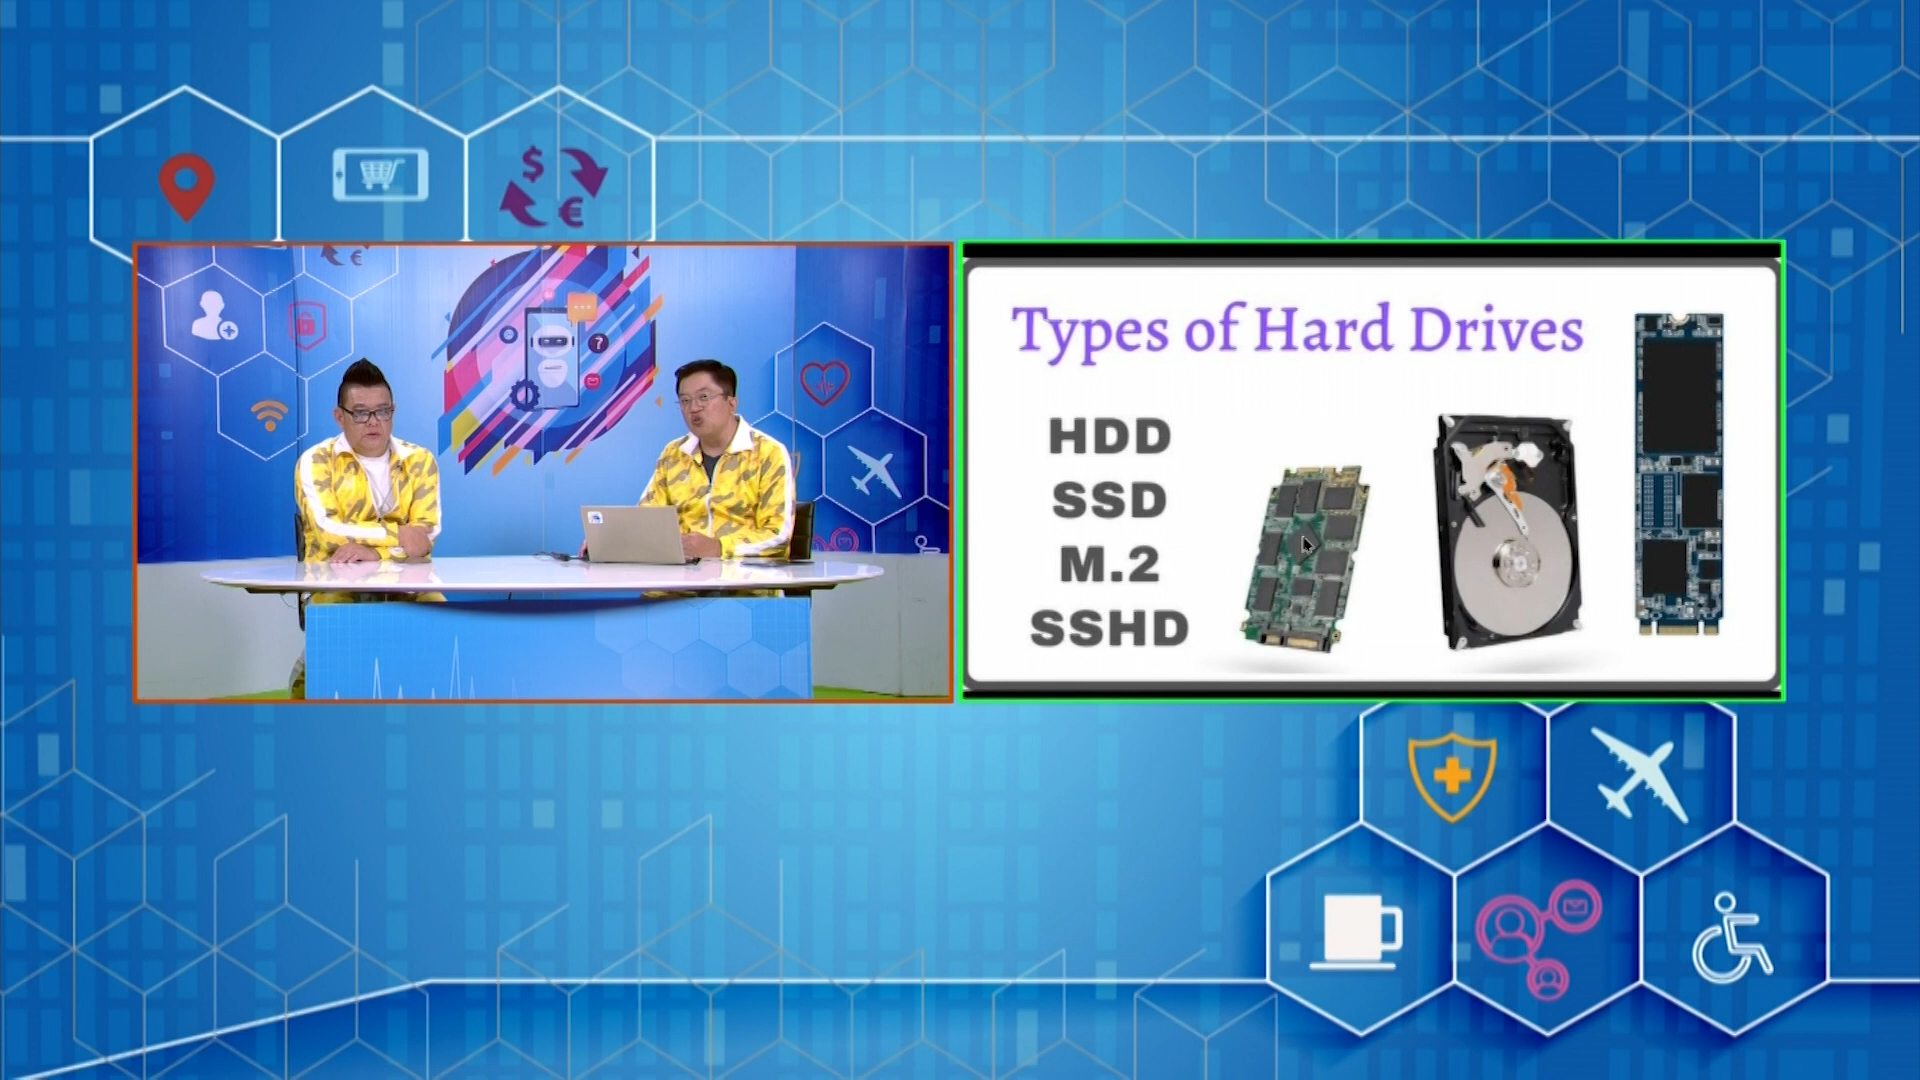 $
€
€
?
Types of Hard Drives
HDD
SSD
M.2
SSHD